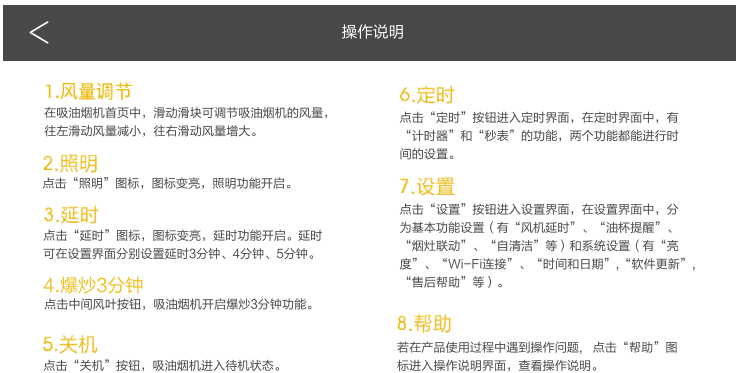 操作说明
1.风量调节
在吸油烟机首页中，滑动滑块可调节吸油烟机的风量，
往左滑动风量减小，往右滑动风量增大。
2.照明
点击“照明”图标，图标变亮，照明功能开启。
3.延时
点击“延时”图标，图标变亮，延时功能开启。延时
可在设置界面分别设置延时3分钟、4分钟、5分钟。
4.爆炒3分钟
点击中间风叶按钮，吸油烟机开启爆炒3分钟功能。
5.关机
点击“关机”按钮，吸油烟机进入待机状态。
6.定时
点击“定时”按钮进入定时界面，在定时界面中，有
“计时器”和“秒表”的功能，两个功能都能进行时
间的设置。
7.设置
点击“设置”按钮进入设置界面，在设置界面中，分
为基本功能设置（有“风机延时”、“油杯提醒”、
“烟灶联动”、“自清洁”等）和系统设置（有“亮
度”、“Wi-Fi连接”、“时间和日期”,“软件更新”,
“售后帮助”等）。
8.帮助
若在产品使用过程中遇到操作问题，点击“帮助”图
标进入操作说明界面，查看操作说明。